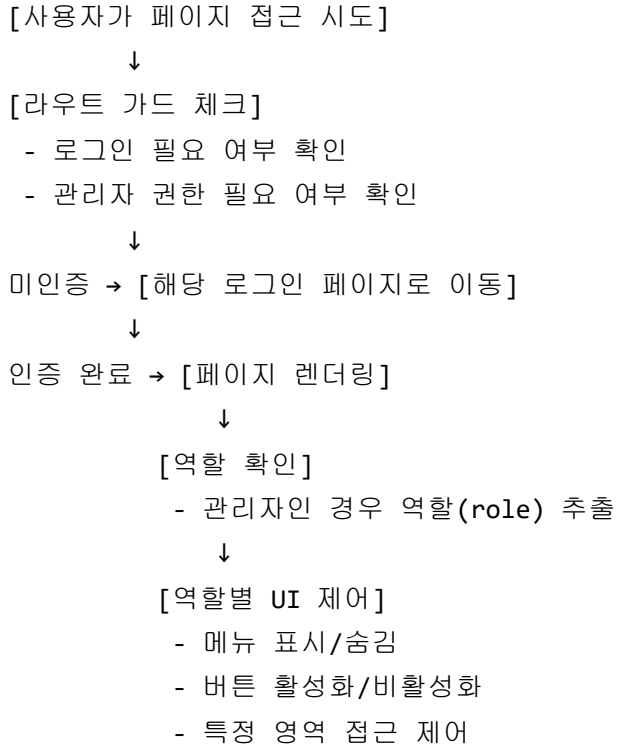 [사용자가 페이지 접근 시도]
↓
[라우트 가드 체크]
- 로그인 필요 여부 확인
- 관리자 권한 필요 여부 확인
↓
미인증 → [해당 로그인 페이지로 이동]
↓
인증 완료 → [페이지 렌더링]
↓
[역할 확인]
- 관리자인 경우 역할(role) 추출
↓
[역할별 UI 제어]
- 메뉴 표시/숨김
- 버튼 활성화/비활성화
- 특정 영역 접근 제어